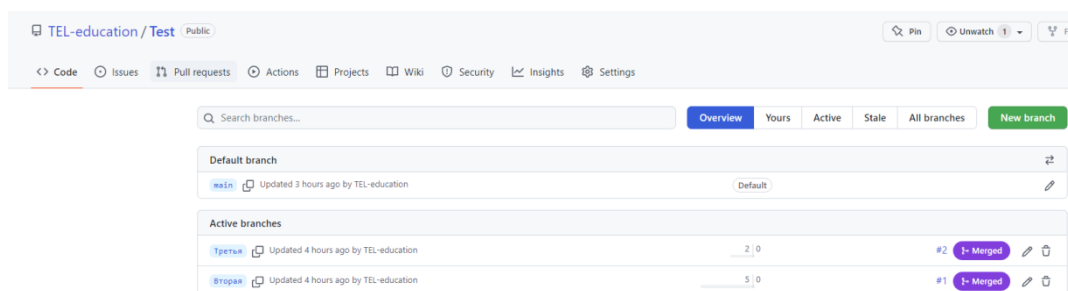 TEL-education / Test Public
Pin Unwatch 1
Code Issues Pull requests Actions Projects Wiki Security Insights Settings
Search branches... Overview Yours Active Stale All branches New branch
Default branch
main Updated 3 hours ago by TEL-education Default
Active branches
Третья Updated 4 hours ago by TEL-education 2 0 #2 Merged
Вторая Updated 4 hours ago by TEL-education 5 0 #1 Merged